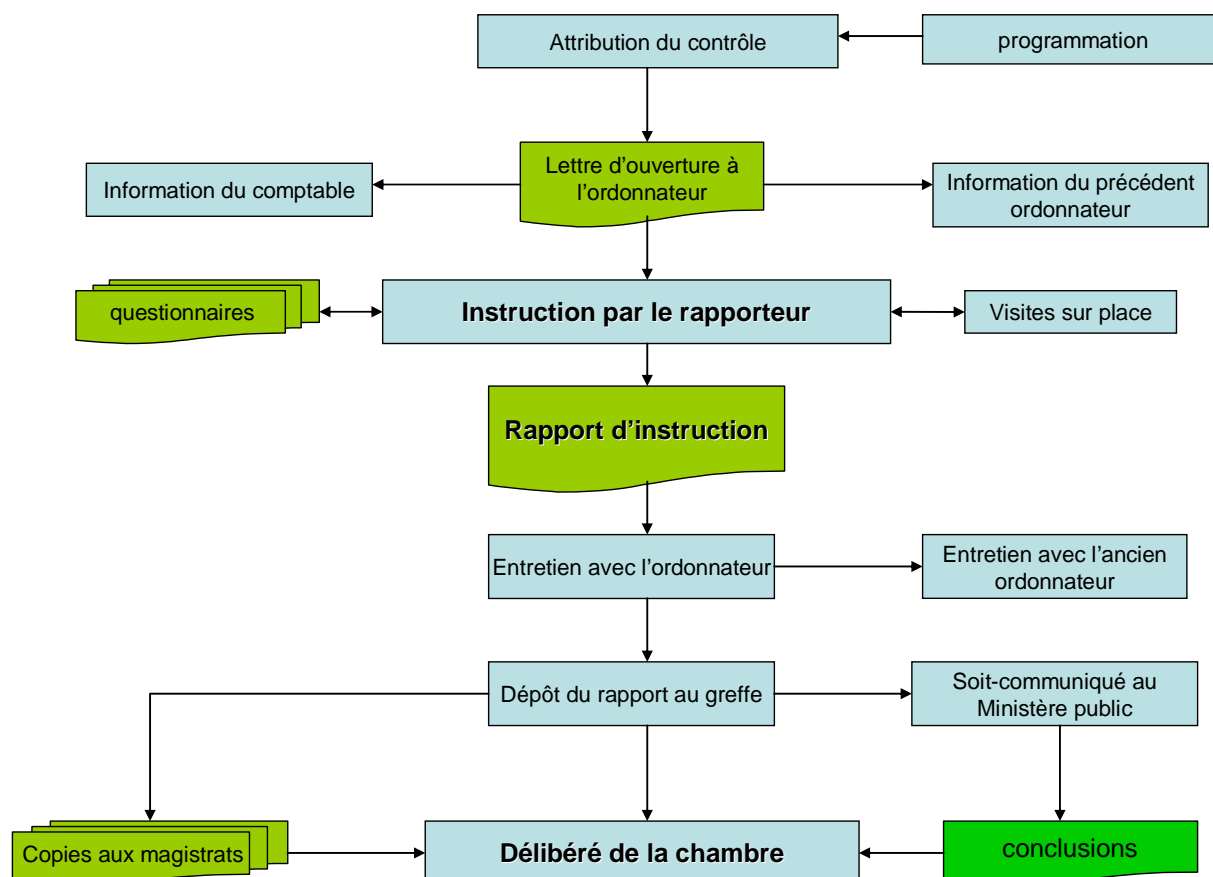 Attribution du contrôle
programmation
Lettre d’ouverture à
l’ordonnateur
Information du comptable
Information du précédent
ordonnateur
questionnaires
Instruction par le rapporteur
Visites sur place
Rapport d’instruction
Entretien avec l’ordonnateur
Entretien avec l’ancien
ordonnateur
Dépôt du rapport au greffe
Soit-communiqué au
Ministère public
Copies aux magistrats
Délibéré de la chambre
conclusions